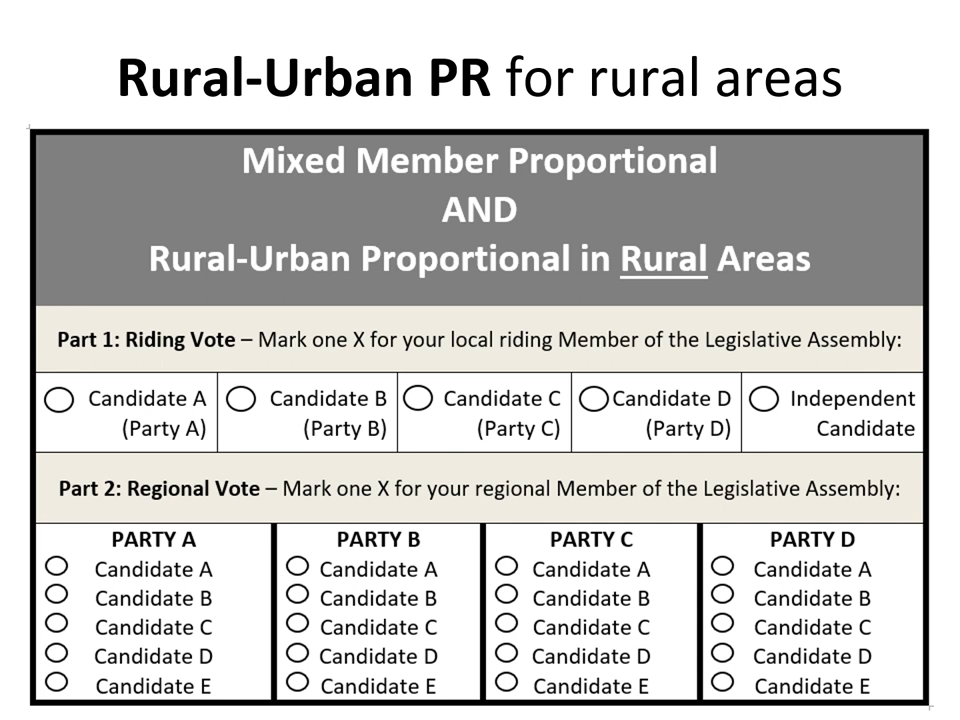 Rural-Urban PR for rural areas
Mixed Member Proportional
AND
Rural-Urban Proportional in Rural Areas
Part 1: Riding Vote – Mark one X for your local riding Member of the Legislative Assembly:
Candidate A Candidate B Candidate C Candidate D Independent
(Party A) (Party B) (Party C) (Party D) Candidate
Part 2: Regional Vote – Mark one X for your regional Member of the Legislative Assembly:
PARTY A PARTY B PARTY C PARTY D
Candidate A Candidate A Candidate A Candidate A
Candidate B Candidate B Candidate B Candidate B
Candidate C Candidate C Candidate C Candidate C
Candidate D Candidate D Candidate D Candidate D
Candidate E Candidate E Candidate E Candidate E